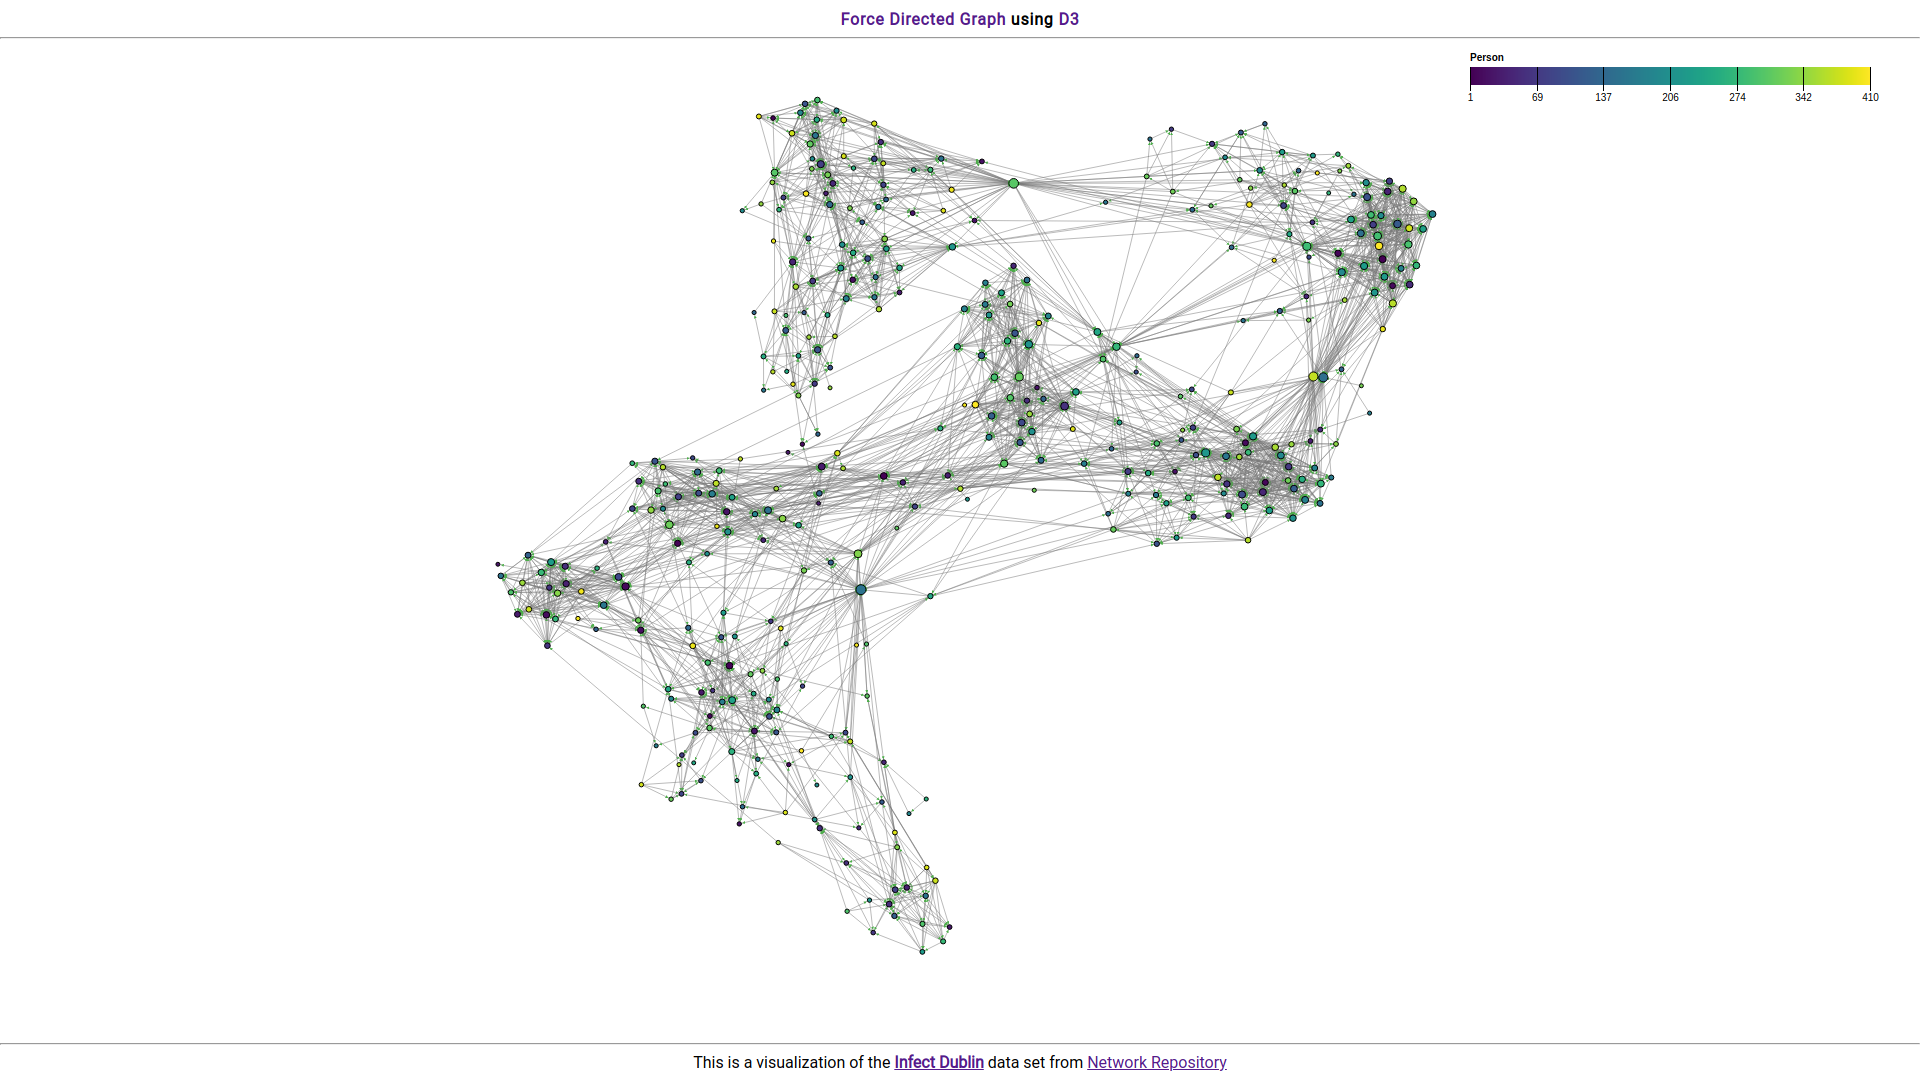 Force Directed Graph using D3
Person
1 69 137 206 274 342 410
This is a visualization of the Infect Dublin data set from Network Repository